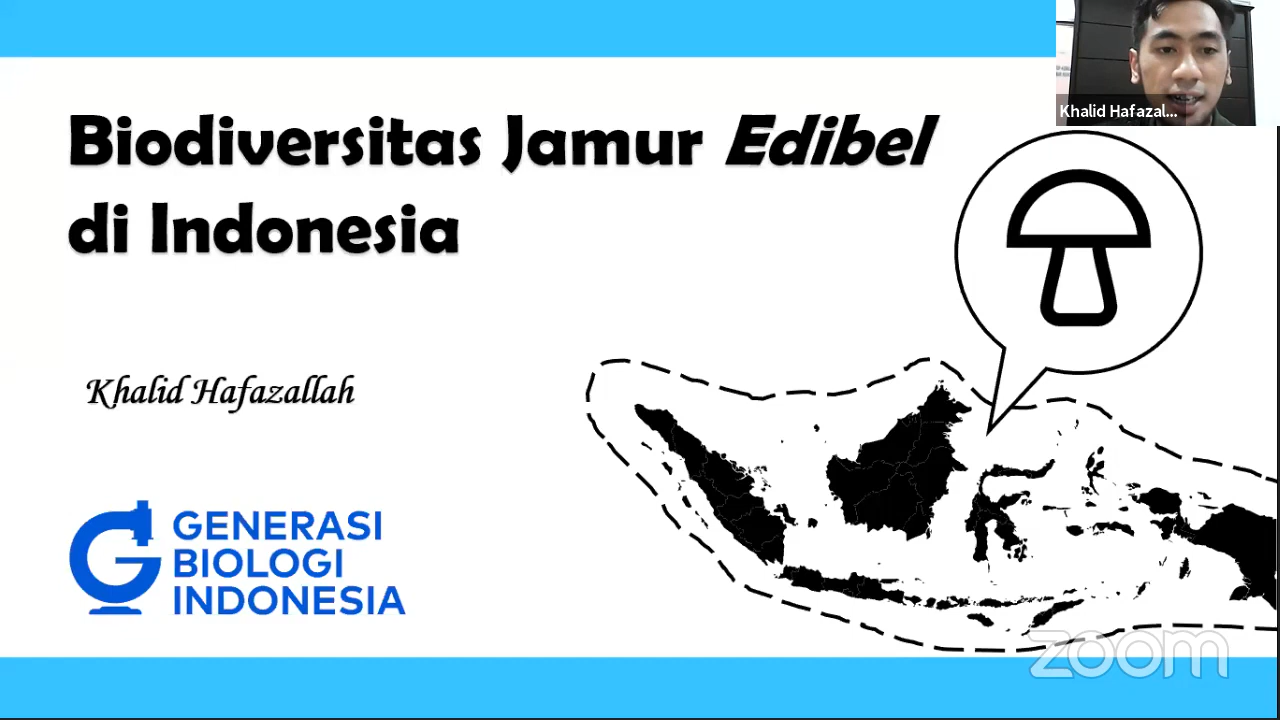 Khalid Hafazal...
Biodiversitas Jamur Edibel
di Indonesia
Khalid Hafazallah
GENERASI
BIOLOGI
INDONESIA
zoom